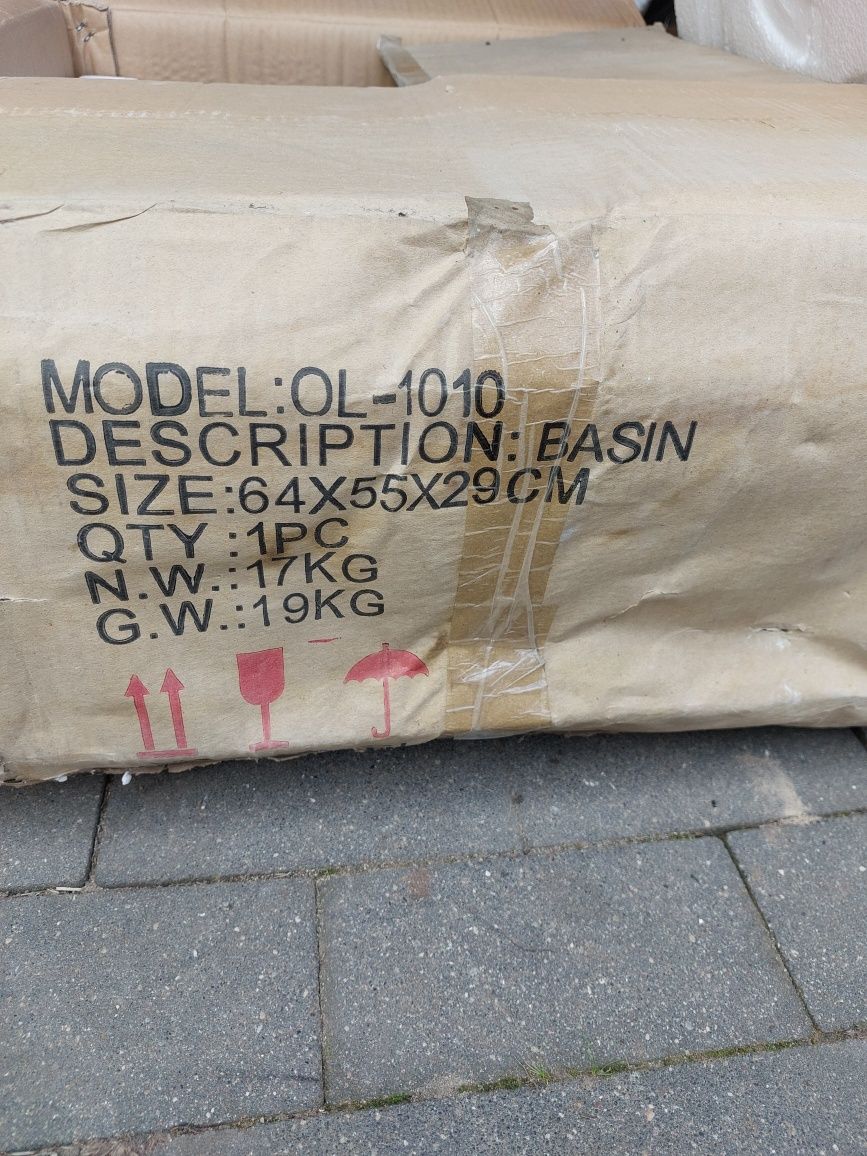 MODEL:OL-1010
DESCRIPTION: BASIN
SIZE:64X55X29CM
QTY :1PC
N.W.:17KG
G.W.:19KG